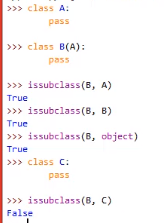 >>> class A:
        pass

>>> class B(A):
        pass

>>> issubclass(B, A)
True
>>> issubclass(B, B)
True
>>> issubclass(B, object)
True
>>> class C:
        pass

>>> issubclass(B, C)
False